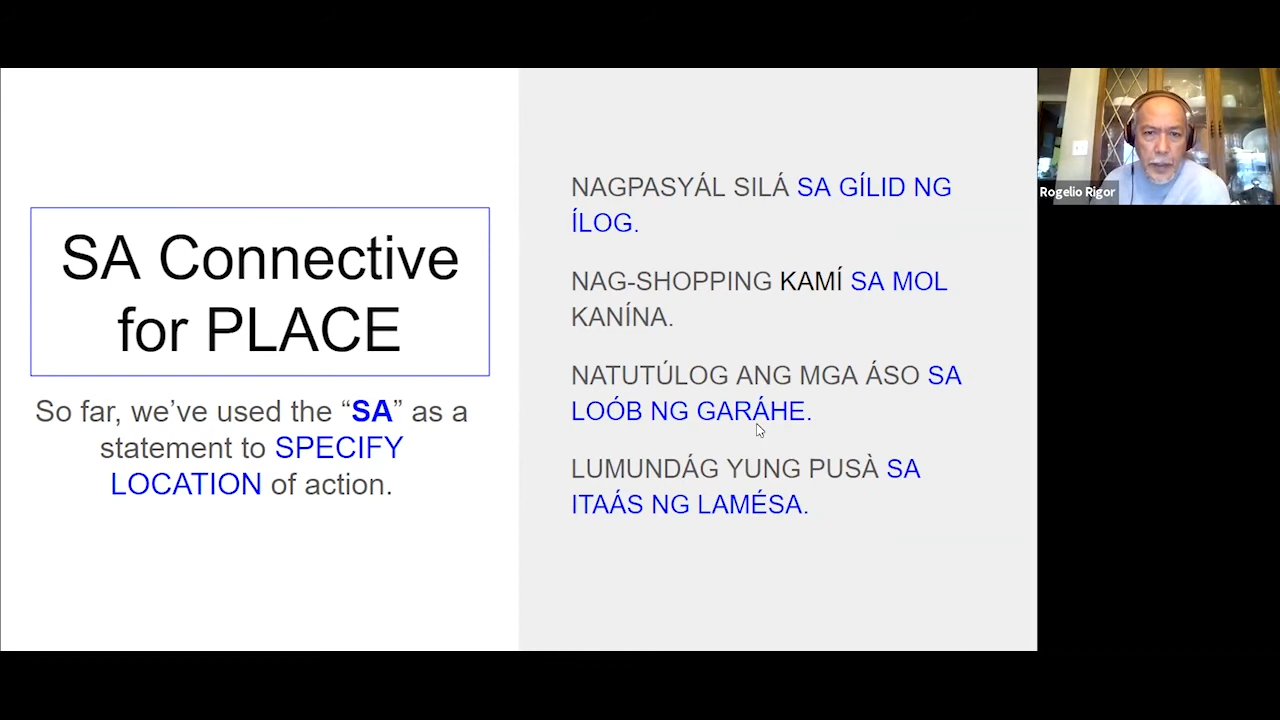 SA Connective
for PLACE
So far, we’ve used the “SA” as a
statement to SPECIFY
LOCATION of action.
NAGPASYÁL SILÁ SA GÍLID NG
ÍLOG.
NAG-SHOPPING KAMÍ SA MOL
KANÍNA.
NATUTÚLOG ANG MGA ÁSO SA
LOÓB NG GARÁHE.
LUMUNDÁG YUNG PUSÀ SA
ITAÁS NG LAMÉSA.
Rogelio Rigor